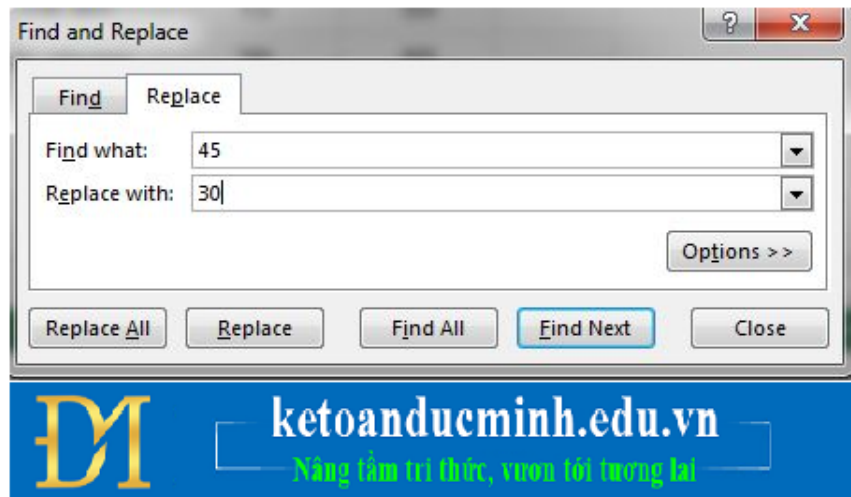 Find and Replace
Find Replace
Find what: 45
Replace with: 30
Options >>
Replace All Replace Find All Find Next Close
ĐM ketoanducminh.edu.vn
Nâng tầm tri thức, vươn tới tương lai